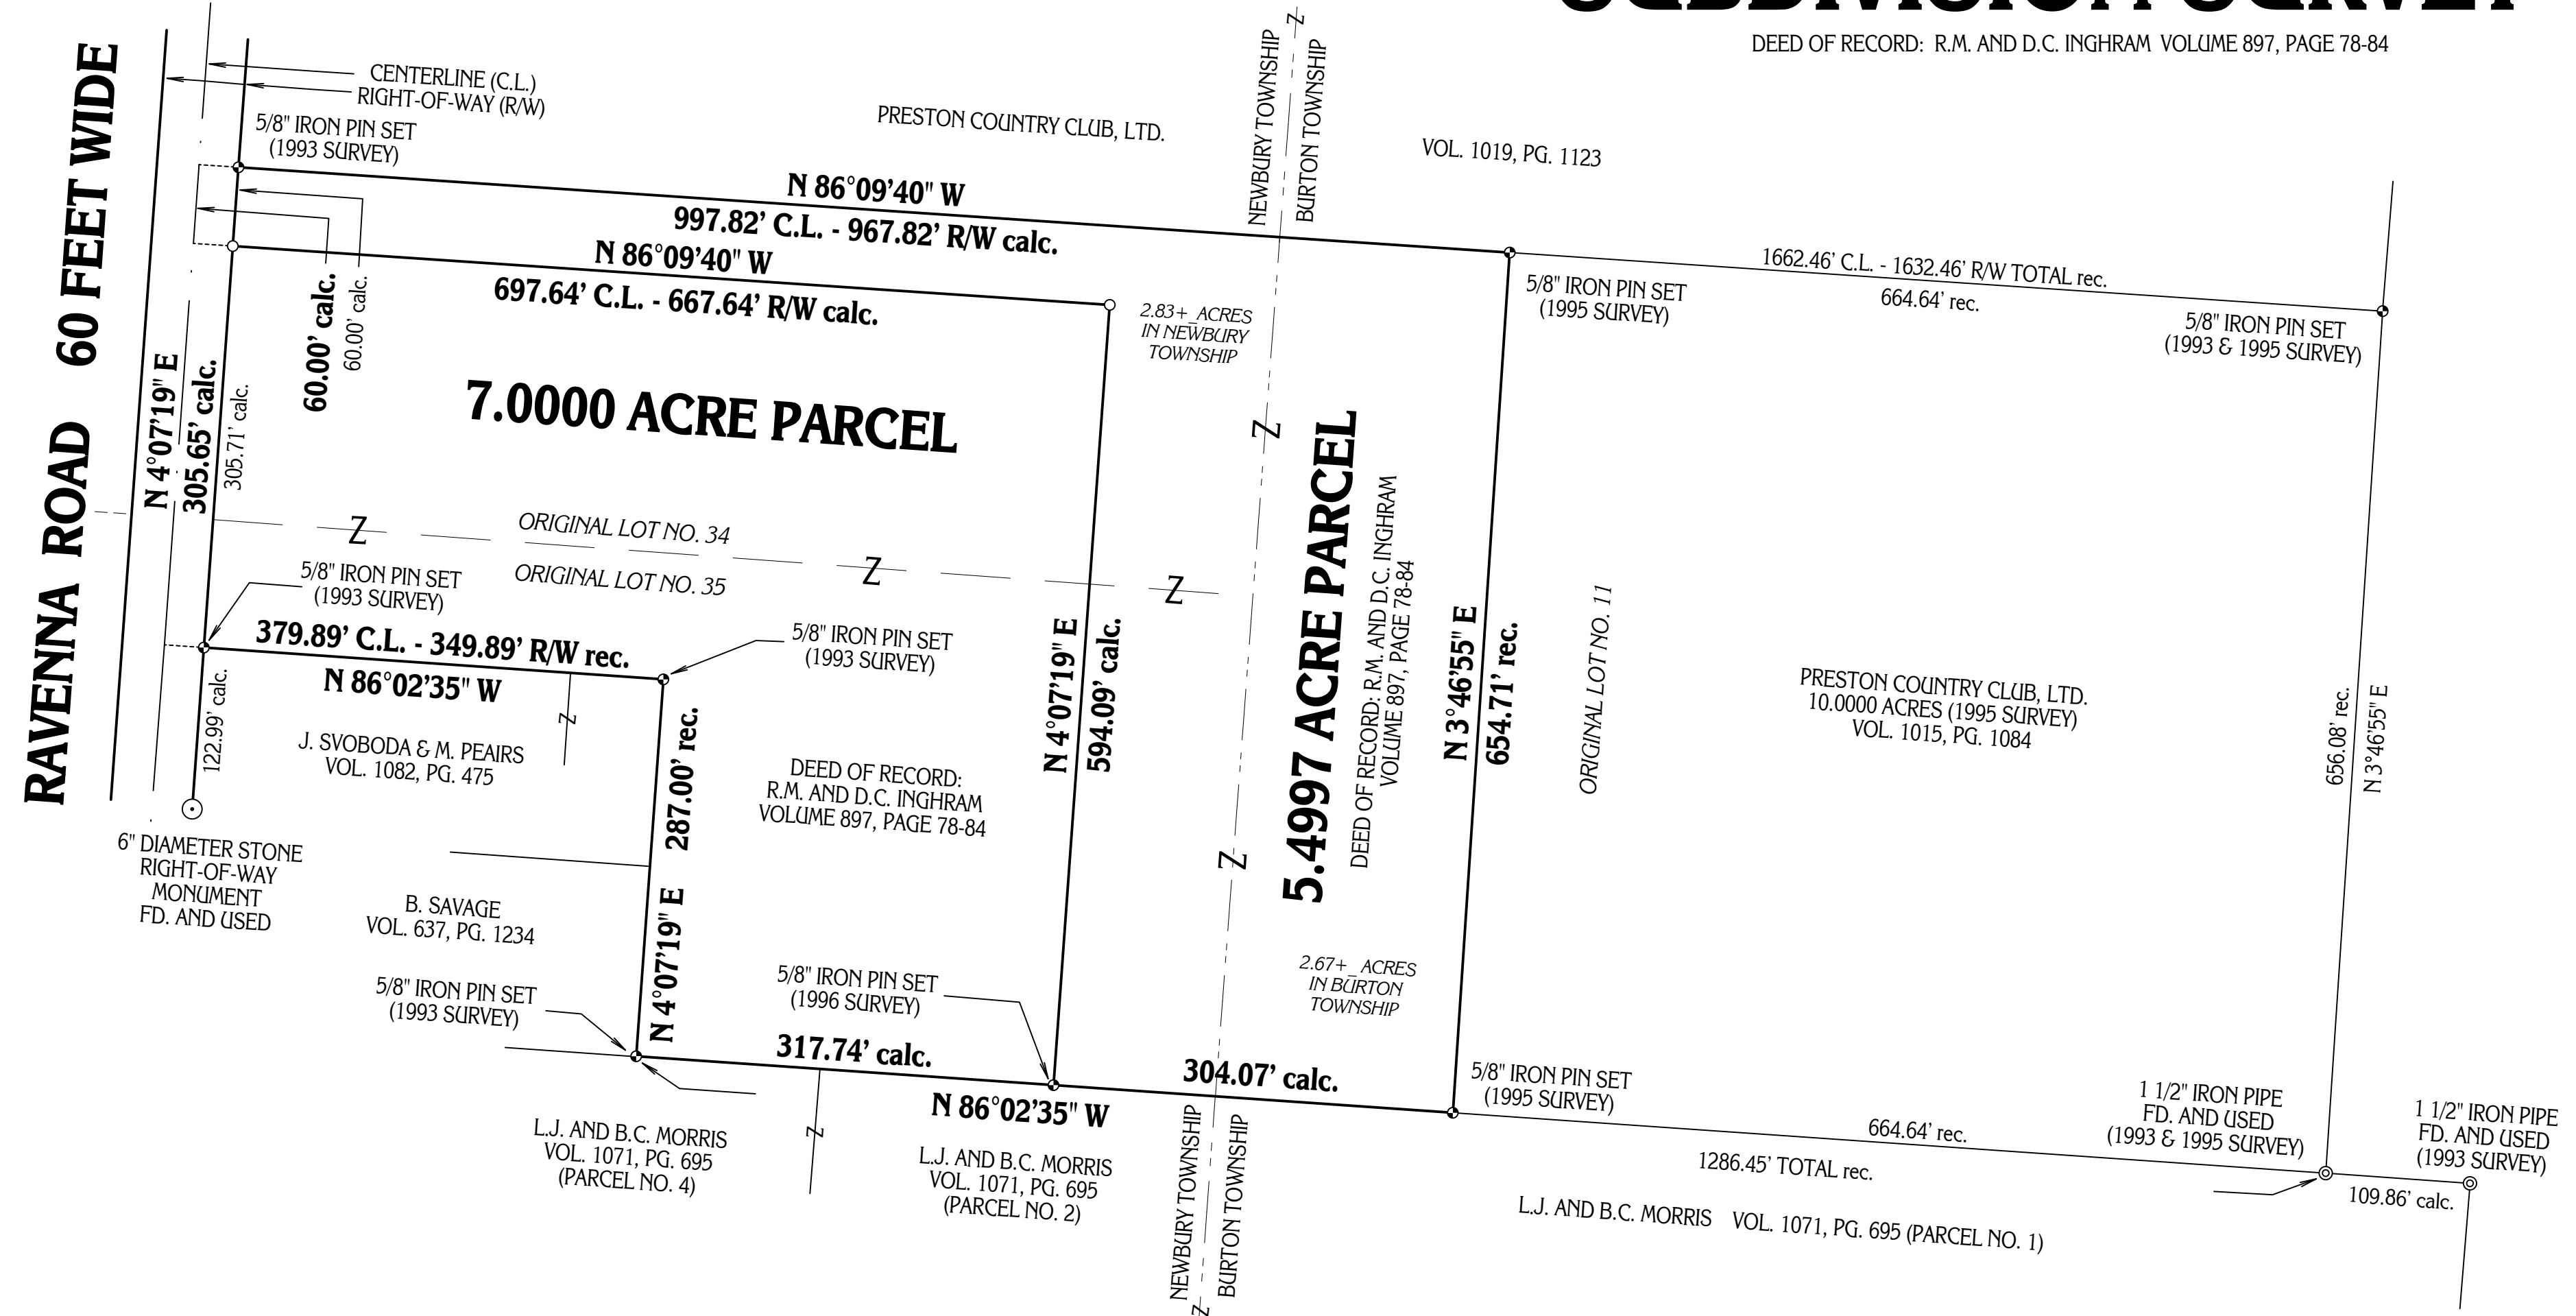 DEED OF RECORD: R.M. AND D.C. INGHRAM VOLUME 897, PAGE 78-84
RAVENNA ROAD 60 FEET WIDE
CENTERLINE (C.L.)
RIGHT-OF-WAY (R/W)
5/8" IRON PIN SET
(1993 SURVEY)
PRESTON COUNTRY CLUB, LTD.
NEWBURY TOWNSHIP
Z
BURTON TOWNSHIP
VOL. 1019, PG. 1123
N 86°09'40" W
997.82' C.L. - 967.82' R/W calc.
N 86°09'40" W
697.64' C.L. - 667.64' R/W calc.
60.00' calc.
60.00' calc.
N 4°07'19" E
305.65' calc.
305.71' calc.
7.0000 ACRE PARCEL
2.83+_ACRES
IN NEWBURY
TOWNSHIP
5/8" IRON PIN SET
(1995 SURVEY)
1662.46' C.L. - 1632.46' R/W TOTAL rec.
664.64' rec.
5/8" IRON PIN SET
(1993 & 1995 SURVEY)
Z
Z
ORIGINAL LOT NO. 34
ORIGINAL LOT NO. 35
Z
Z
5/8" IRON PIN SET
(1993 SURVEY)
379.89' C.L. - 349.89' R/W rec.
N 86°02'35" W
5/8" IRON PIN SET
(1993 SURVEY)
Z
122.99' calc.
J. SVOBODA & M. PEAIRS
VOL. 1082, PG. 475
287.00' rec.
N 4°07'19" E
DEED OF RECORD:
R.M. AND D.C. INGHRAM
VOLUME 897, PAGE 78-84
N 4°07'19" E
594.09' calc.
5.4997 ACRE PARCEL
DEED OF RECORD: R.M. AND D.C. INGHRAM
VOLUME 897, PAGE 78-84
Z
N 3°46'55" E
654.71' rec.
ORIGINAL LOT NO. 11
PRESTON COUNTRY CLUB, LTD.
10.0000 ACRES (1995 SURVEY)
VOL. 1015, PG. 1084
656.08' rec.
N 3°46'55" E
6" DIAMETER STONE
RIGHT-OF-WAY
MONUMENT
FD. AND USED
B. SAVAGE
VOL. 637, PG. 1234
5/8" IRON PIN SET
(1993 SURVEY)
5/8" IRON PIN SET
(1996 SURVEY)
2.67+_ ACRES
IN BURTON
TOWNSHIP
317.74' calc.
304.07' calc.
N 86°02'35" W
5/8" IRON PIN SET
(1995 SURVEY)
664.64' rec.
1286.45' TOTAL rec.
1 1/2" IRON PIPE
FD. AND USED
(1993 & 1995 SURVEY)
1 1/2" IRON PIPE
FD. AND USED
(1993 SURVEY)
109.86' calc.
L.J. AND B.C. MORRIS
VOL. 1071, PG. 695
(PARCEL NO. 4)
Z
L.J. AND B.C. MORRIS
VOL. 1071, PG. 695
(PARCEL NO. 2)
NEWBURY TOWNSHIP
Z
BURTON TOWNSHIP
L.J. AND B.C. MORRIS VOL. 1071, PG. 695 (PARCEL NO. 1)